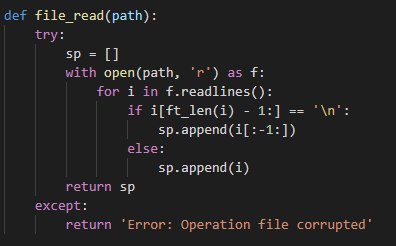 def file_read(path):
    try:
        sp = []
        with open(path, 'r') as f:
            for i in f.readlines():
                if i[ft_len(i) - 1:] == '\n':
                    sp.append(i[:-1:])
                else:
                    sp.append(i)
        return sp
    except:
        return 'Error: Operation file corrupted'